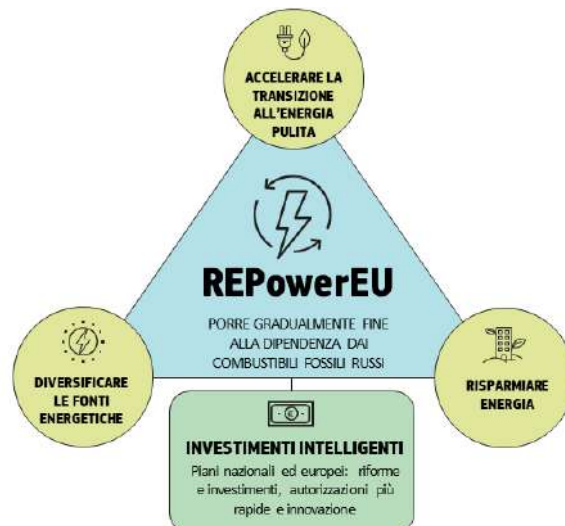 ACCELERARE LA
TRANSIZIONE
ALL'ENERGIA
PULITA
REPowerEU
PORRE GRADUALMENTE FINE
ALLA DIPENDENZA DAI
COMBUSTIBILI FOSSILI RUSSI
DIVERSIFICARE
LE FONTI
ENERGETICHE
RISPARMIARE
ENERGIA
INVESTIMENTI INTELLIGENTI
Piani nazionali ed europei: riforme
e investimenti, autorizzazioni più
rapide e innovazione